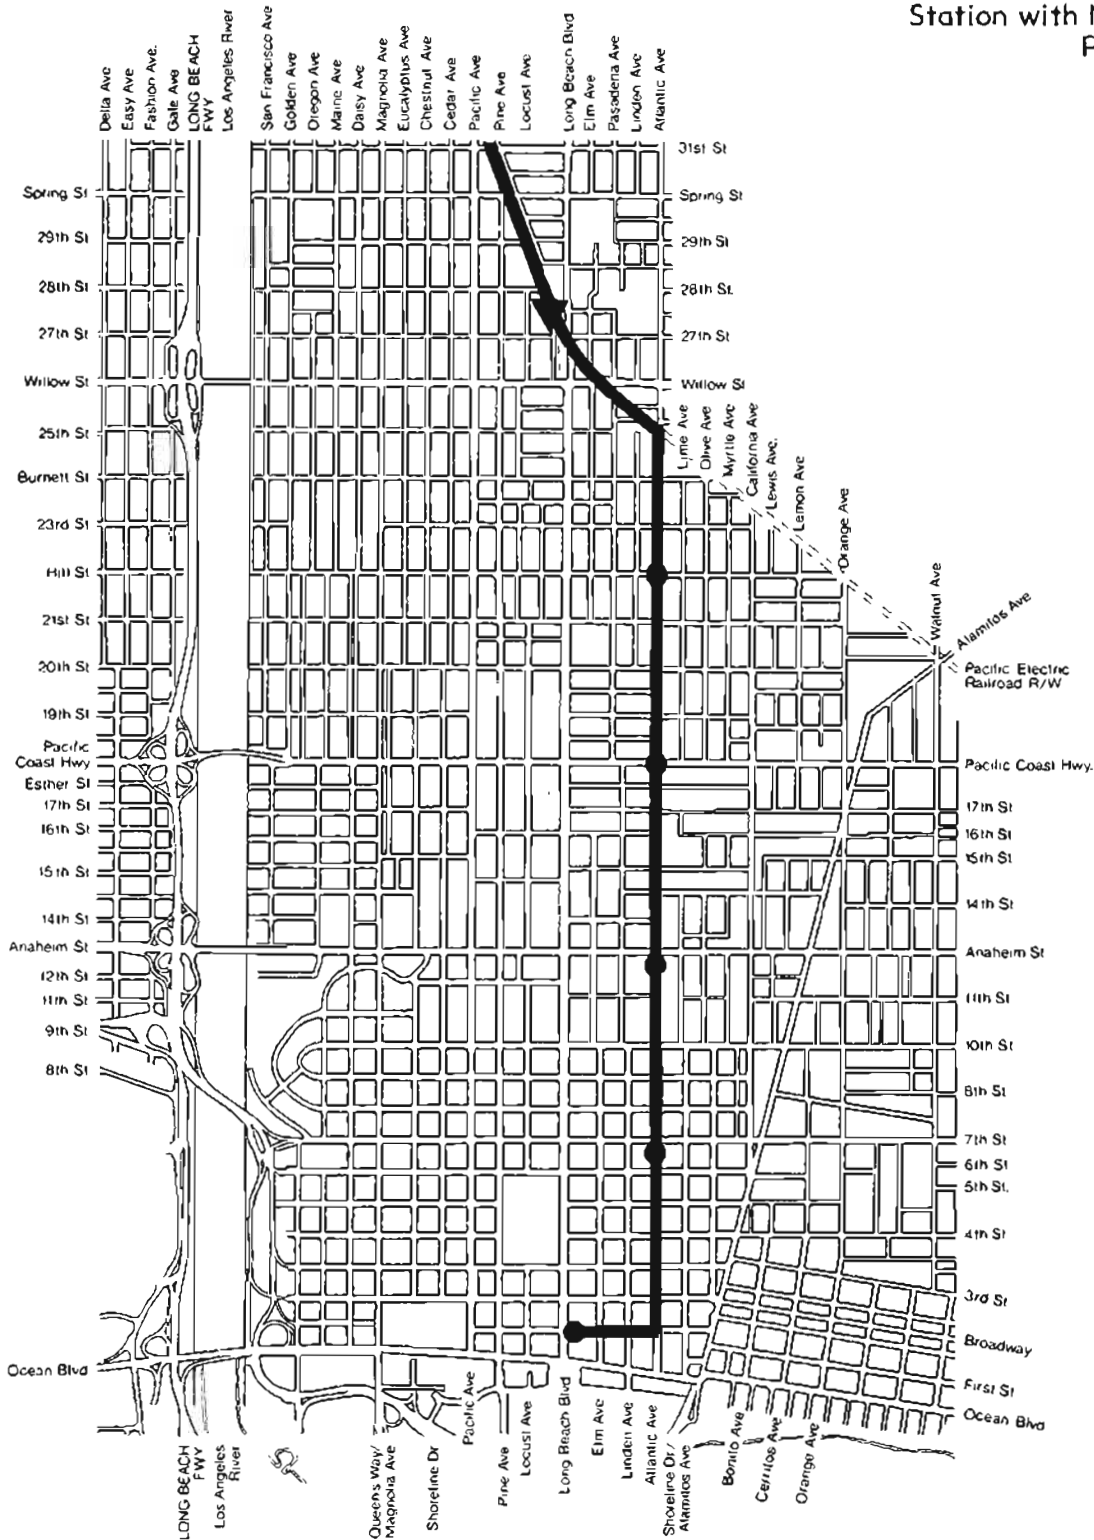 Station with
P
Delta Ave
Easy Ave
Fashion Ave.
Gale Ave
LONG BEACH
FWY
Los Angeles River
San Francisco Ave
Golden Ave
Oregon Ave
Maine Ave
Daisy Ave
Magnolia Ave
Eucalyptus Ave
Chestnut Ave
Cedar Ave
Pacific Ave
Pine Ave
Locust Ave
Long Beach Blvd
Elm Ave
Pasadena Ave
Linden Ave
Atlantic Ave
Spring St
29th St
28th St
27th St
Willow St
25th St
Burnett St
23rd St
Hill St
21st St
20th St
19th St
Pacific
Coast Hwy
Esther St
17th St
16th St
15th St
14th St
Anaheim St
12th St
11th St
9th St
8th St
Ocean Blvd
31st St
Spring St
29th St
28th St.
27th St
Willow St
Lime Ave
Olive Ave
Myrtle Ave
California Ave
Lewis Ave.
Lemon Ave
Orange Ave
Walnut Ave
Alamitos Ave
Pacific Electric
Railroad R/W
Pacific Coast Hwy.
17th St
16th St
15th St
14th St
Anaheim St
11th St
10th St
8th St
7th St
6th St
5th St.
4th St
3rd St
Broadway
First St
Ocean Blvd
LONG BEACH
FWY
Los Angeles
River
Queens Way/
Magnolia Ave
Shoreline Dr
Pacific Ave
Pine Ave
Locust Ave
Long Beach Blvd
Elm Ave
Linden Ave
Atlantic Ave
Shoreline Dr/
Alamitos Ave
Bonito Ave
Cerritos Ave
Orange Ave